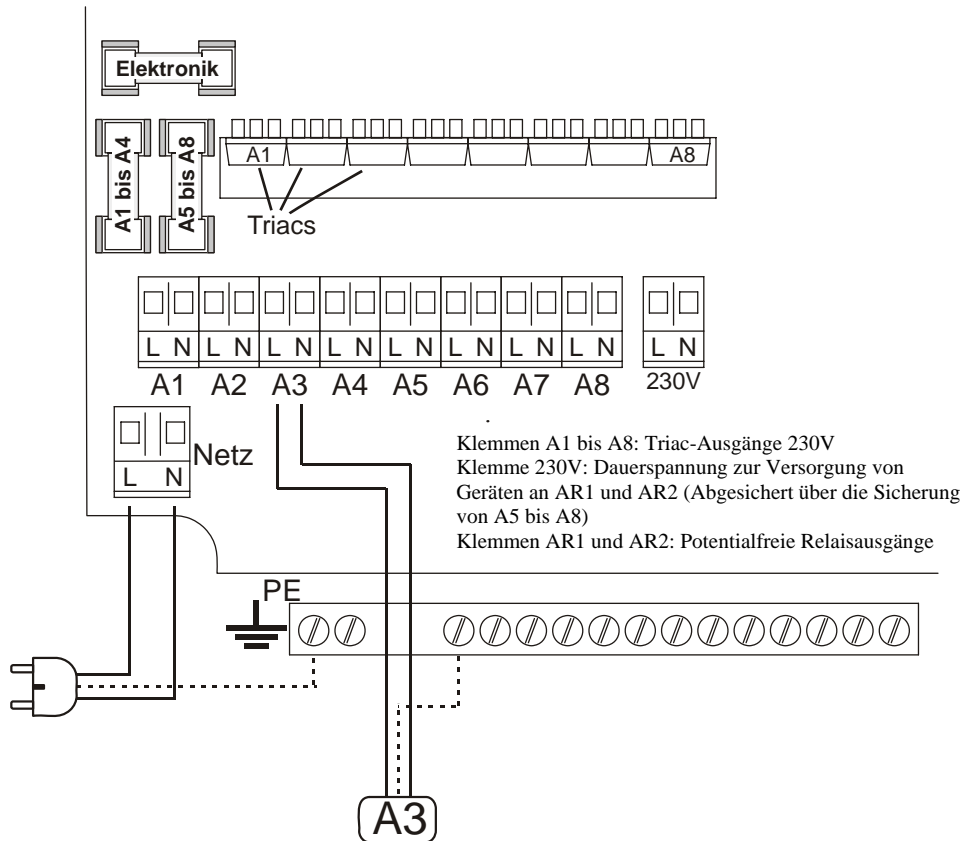 Elektronik
A1 bis A4
A5 bis A8
A1
A8
Triacs
L N L N L N L N L N L N L N L N L N
A1 A2 A3 A4 A5 A6 A7 A8 230V
Netz
L N
Klemmen A1 bis A8: Triac-Ausgänge 230V
Klemme 230V: Dauerspannung zur Versorgung von
Geräten an AR1 und AR2 (Abgesichert über die Sicherung
von A5 bis A8)
Klemmen AR1 und AR2: Potentialfreie Relaisausgänge
PE
A3